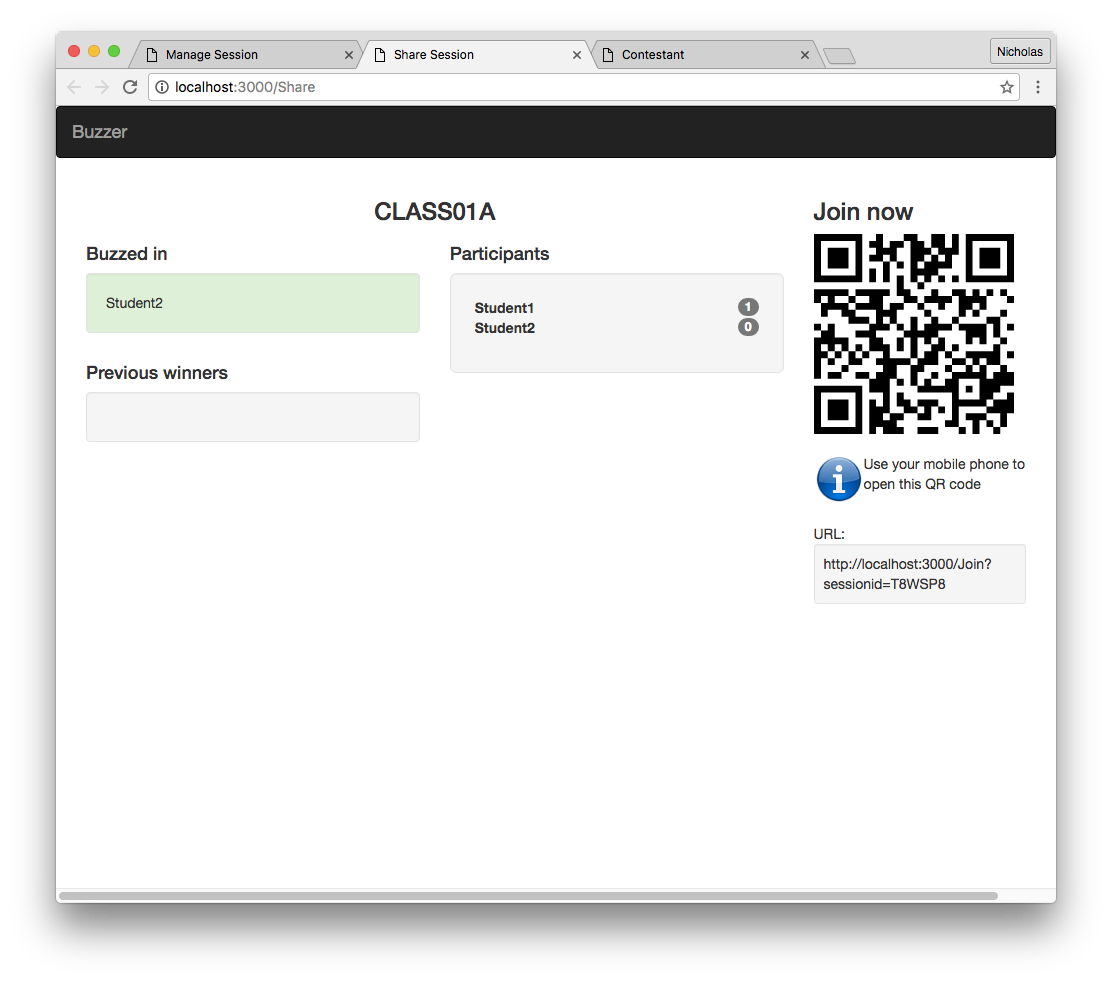 Manage Session
Share Session
Contestant
Nicholas
localhost:3000/Share
Buzzer
CLASS01A
Buzzed in
Student2
Previous winners
Participants
Student1 1
Student2 0
Join now
Use your mobile phone to
open this QR code
URL:
http://localhost:3000/Join?
sessionid=T8WSP8